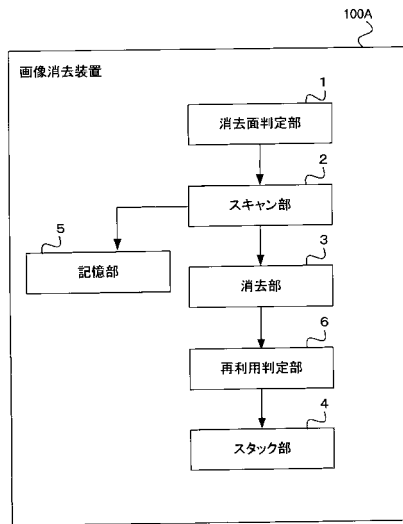 100A
画像消去装置
1
消去面判定部
2
スキャン部
5
記憶部
3
消去部
6
再利用判定部
4
スタック部